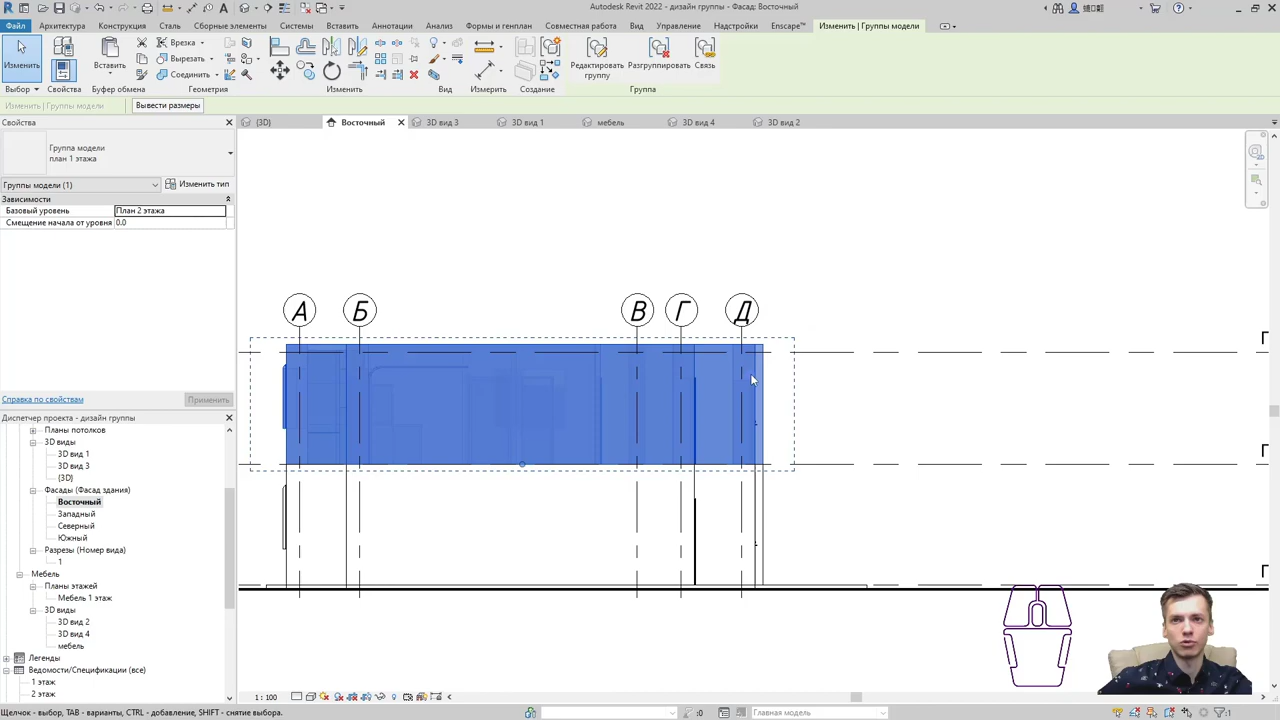 Autodesk Revit 2022 - дизайн группы - Фасад: Восточный
Файл Архитектура Конструкция Сталь Сборные элементы Системы Вставить Аннотации Анализ Формы и генплан Совместная работа Вид Управление Надстройки Enscape™ Изменить | Группы модели
Врезка
Вырезать
Соединить
Изменить Вставить Редактировать группу Разгруппировать Связь
Выбор Свойства Буфер обмена Геометрия Изменить Вид Измерить Создание Группа
Изменить | Группы модели Вывести размеры
Свойства
{3D} Восточный 3D вид 3 3D вид 1 мебель 3D вид 4 3D вид 2
Группа модели
план 1 этажа
Группы модели (1) Изменить тип
Зависимости
Базовый уровень План 2 этажа
Смещение начала от уровня 0.0
А Б В Г Д
Справка по свойствам Применить
Диспетчер проекта - дизайн группы
Планы потолков
3D виды
3D вид 1
3D вид 3
{3D}
Фасады (Фасад здания)
Восточный
Западный
Северный
Южный
Разрезы (Номер вида)
1
Мебель
Планы этажей
Мебель 1 этаж
3D виды
3D вид 2
3D вид 4
мебель
Легенды
Ведомости/Спецификации (все)
1 этаж
2 этаж
1 : 100
Щелчок - выбор, TAB - варианты, CTRL - добавление, SHIFT - снятие выбора.
:0 Главная модель :1